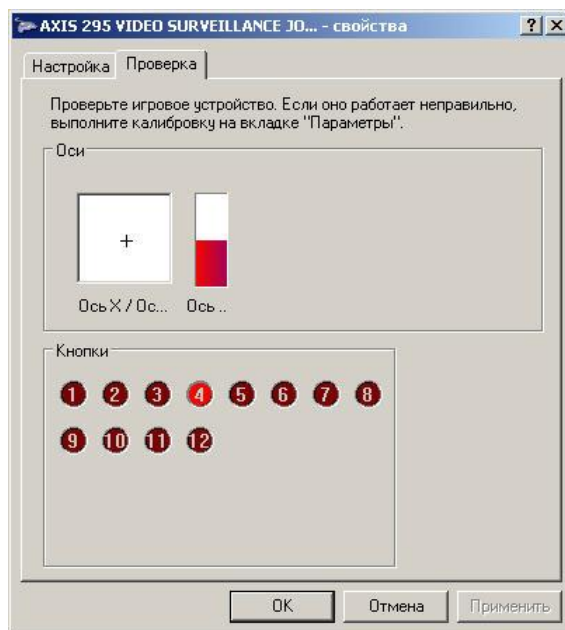 AXIS 295 VIDEO SURVEILLANCE JO... - свойства
Настройка Проверка
Проверьте игровое устройство. Если оно работает неправильно,
выполните калибровку на вкладке "Параметры".
Оси
Ось X / Ос... Ось ..
Кнопки
1 2 3 4 5 6 7 8
9 10 11 12
OK Отмена Применить